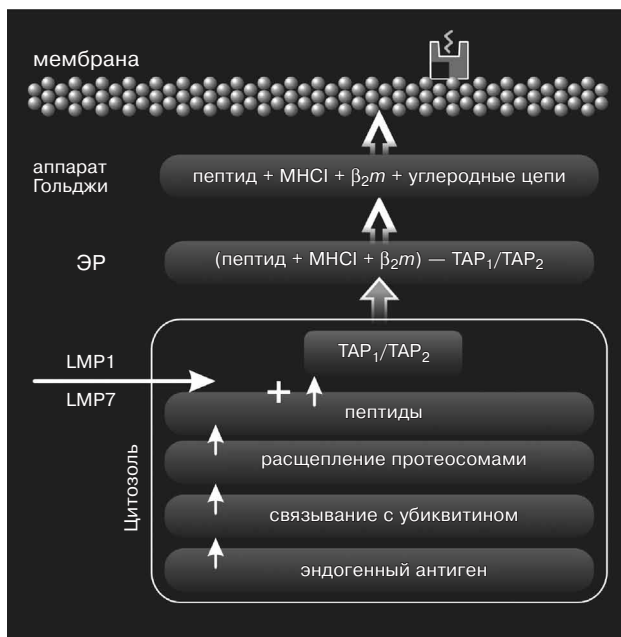 мембрана
аппарат
Гольджи
пептид + MHCI + β₂m + углеродные цепи
ЭР
(пептид + MHCI + β₂m) — TAP₁/TAP₂
TAP₁/TAP₂
LMP1
+
LMP7
пептиды
расщепление протеосомами
Цитозоль
связывание с убиквитином
эндогенный антиген